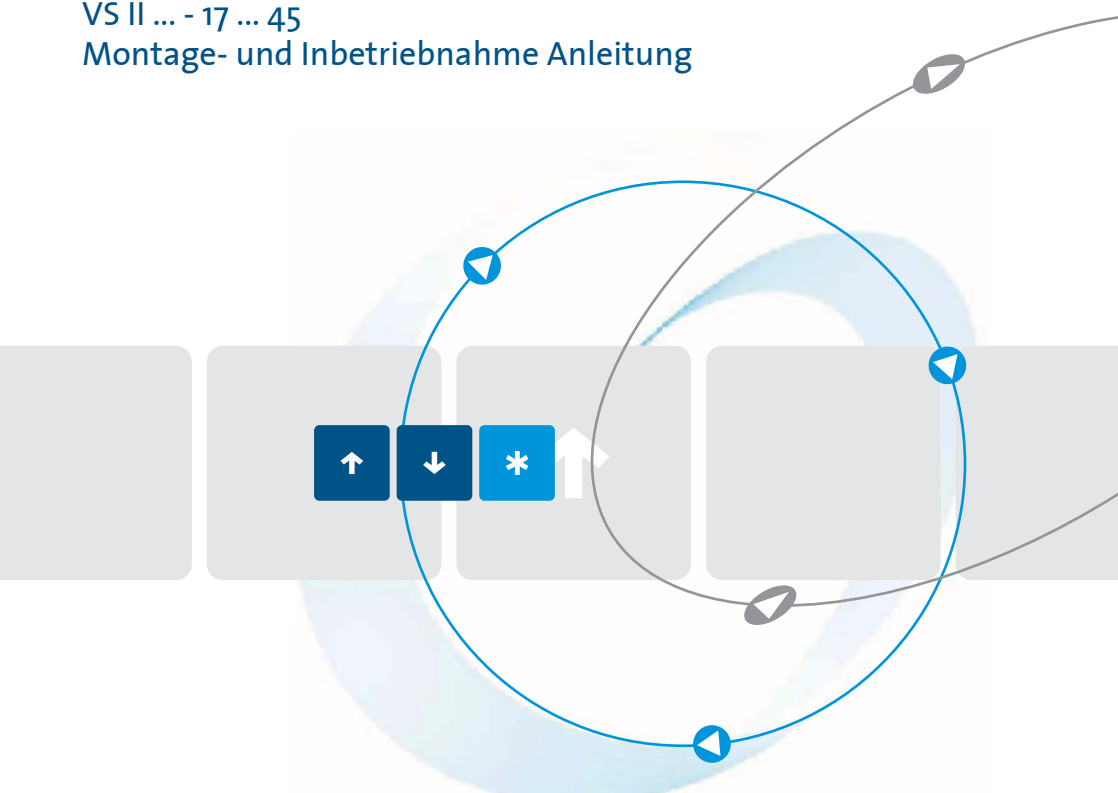 VS II ... - 17 ... 45
Montage- und Inbetriebnahme Anleitung